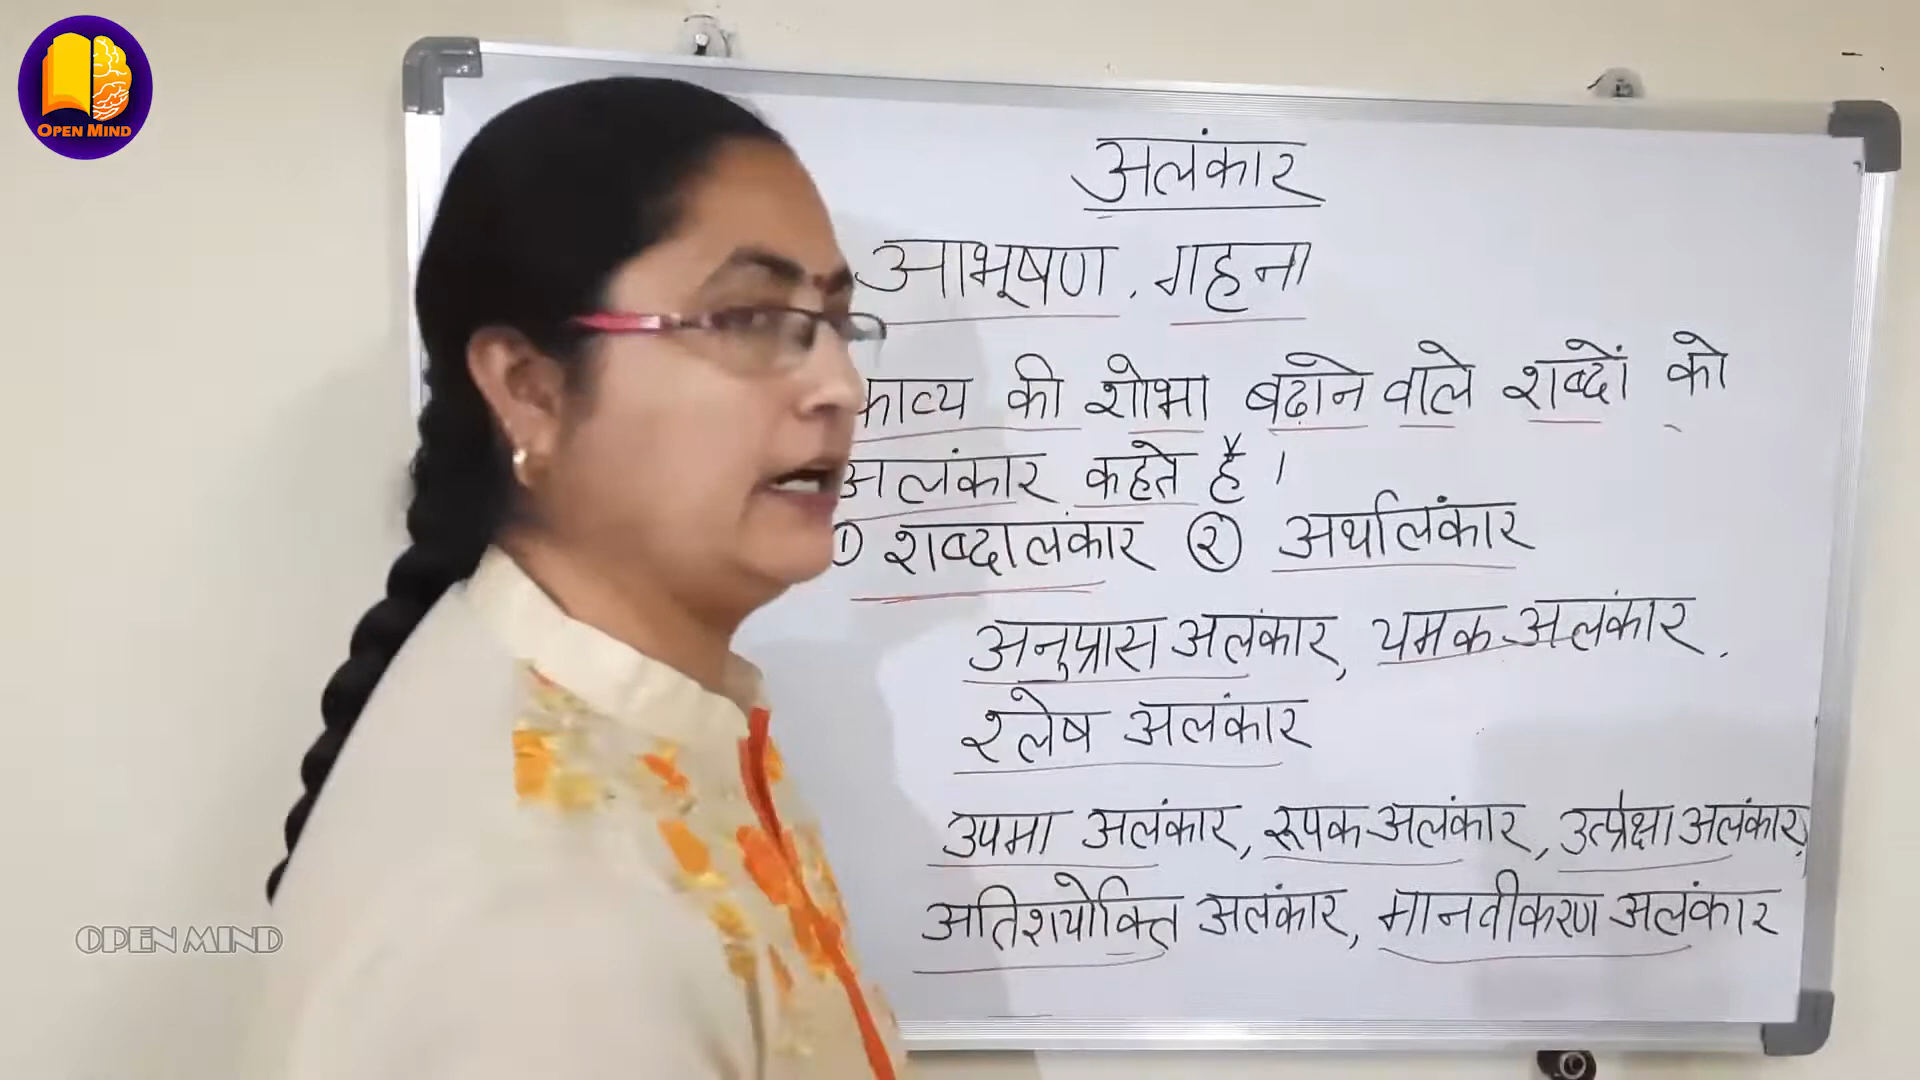 OPEN MIND
अलंकार
आभूषण, गहना
काव्य की शोभा बढ़ाने वाले शब्दों को
अलंकार कहते हैं।
① शब्दालंकार ② अर्थालंकार
अनुप्रास अलंकार, यमक अलंकार,
श्लेष अलंकार
उपमा अलंकार, रूपक अलंकार, उत्प्रेक्षा अलंकार,
अतिशयोक्ति अलंकार, मानवीकरण अलंकार
OPEN MIND